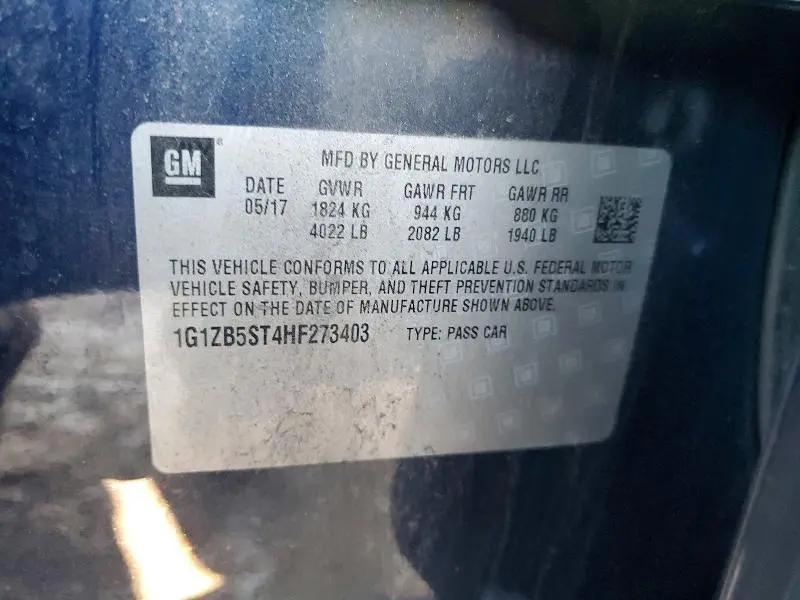 GM
MFD BY GENERAL MOTORS LLC
DATE GVWR GAWR FRT GAWR RR
05/17 1824 KG 944 KG 880 KG
4022 LB 2082 LB 1940 LB
THIS VEHICLE CONFORMS TO ALL APPLICABLE U.S. FEDERAL MOTOR
VEHICLE SAFETY, BUMPER, AND THEFT PREVENTION STANDARDS IN
EFFECT ON THE DATE OF MANUFACTURE SHOWN ABOVE.
1G1ZB5ST4HF273403 TYPE: PASS CAR